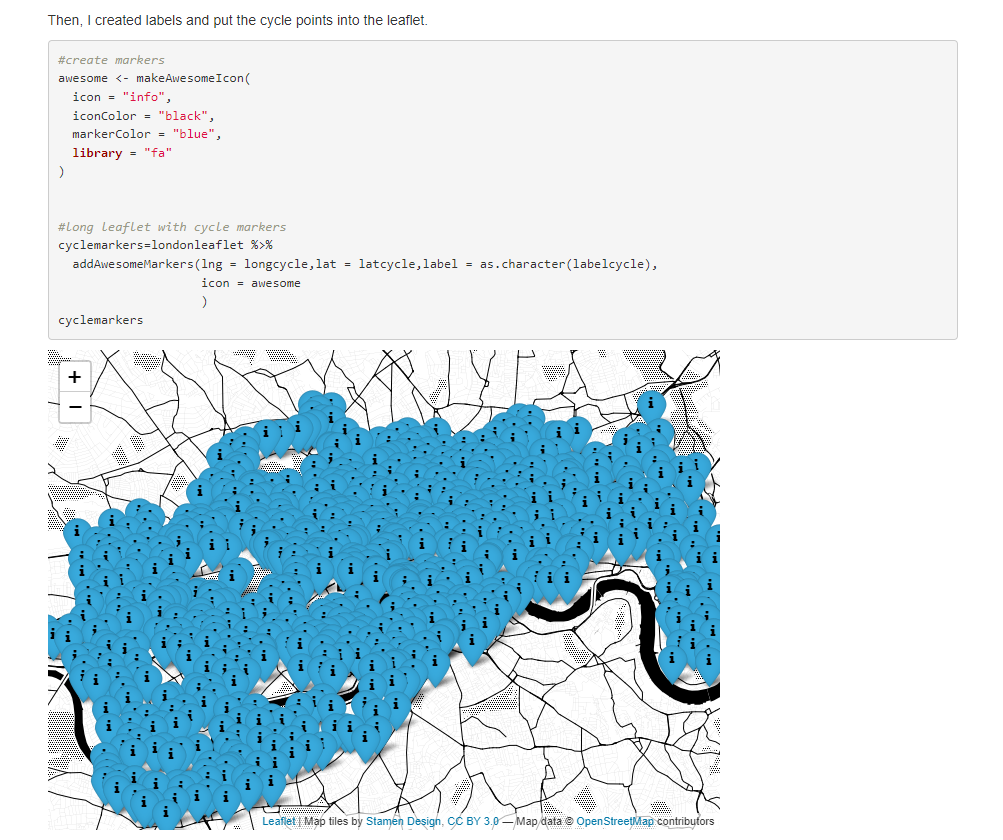 Then, I created labels and put the cycle points into the leaflet.
#create markers
awesome <- makeAwesomeIcon(
  icon = "info",
  iconColor = "black",
  markerColor = "blue",
  library = "fa"
)
#long leaflet with cycle markers
cyclemarkers=londonleaflet %>%
  addAwesomeMarkers(lng = longcycle,lat = latcycle,label = as.character(labelcycle),
                    icon = awesome
                    )
cyclemarkers
+
−
Leaflet | Map tiles by Stamen Design, CC BY 3.0 — Map data © OpenStreetMap contributors